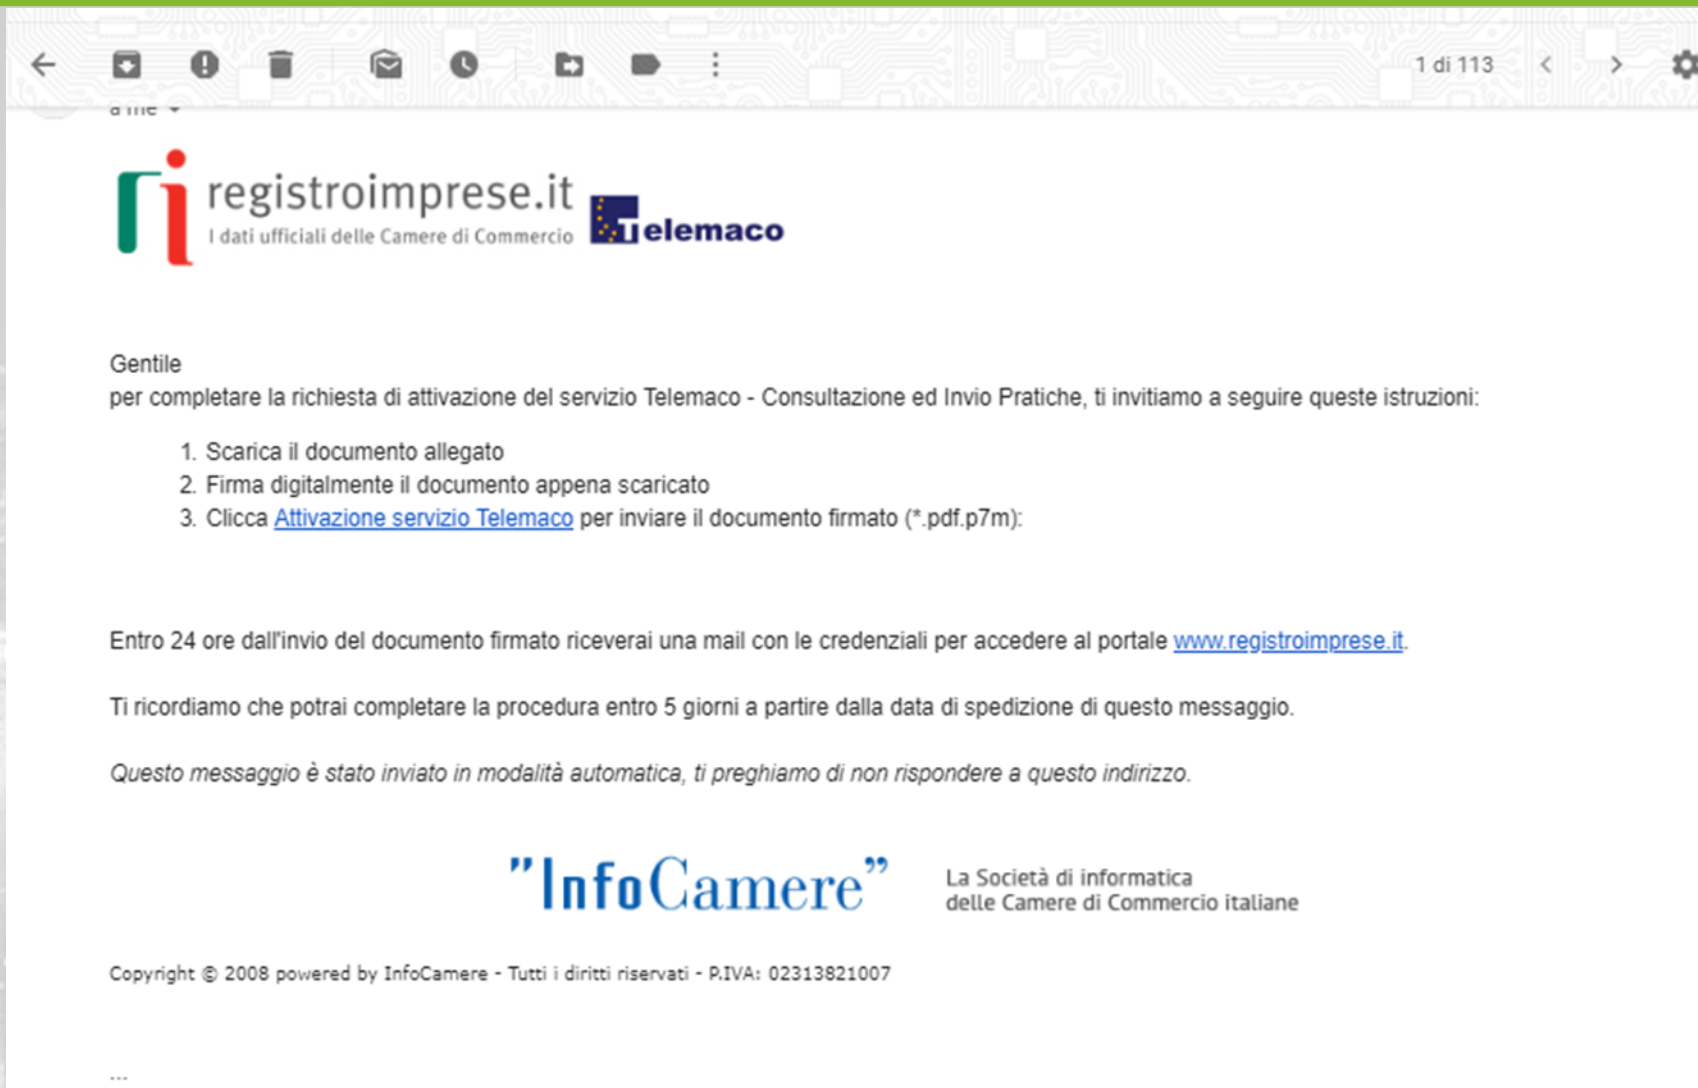 1 di 113
a me
registroimprese.it
I dati ufficiali delle Camere di Commercio
Telemaco
Gentile
per completare la richiesta di attivazione del servizio Telemaco - Consultazione ed Invio Pratiche, ti invitiamo a seguire queste istruzioni:
1. Scarica il documento allegato
2. Firma digitalmente il documento appena scaricato
3. Clicca Attivazione servizio Telemaco per inviare il documento firmato (*.pdf.p7m):
Entro 24 ore dall'invio del documento firmato riceverai una mail con le credenziali per accedere al portale www.registroimprese.it.
Ti ricordiamo che potrai completare la procedura entro 5 giorni a partire dalla data di spedizione di questo messaggio.
Questo messaggio è stato inviato in modalità automatica, ti preghiamo di non rispondere a questo indirizzo.
"InfoCamere"
La Società di informatica
delle Camere di Commercio italiane
Copyright © 2008 powered by InfoCamere - Tutti i diritti riservati - P.IVA: 02313821007
...